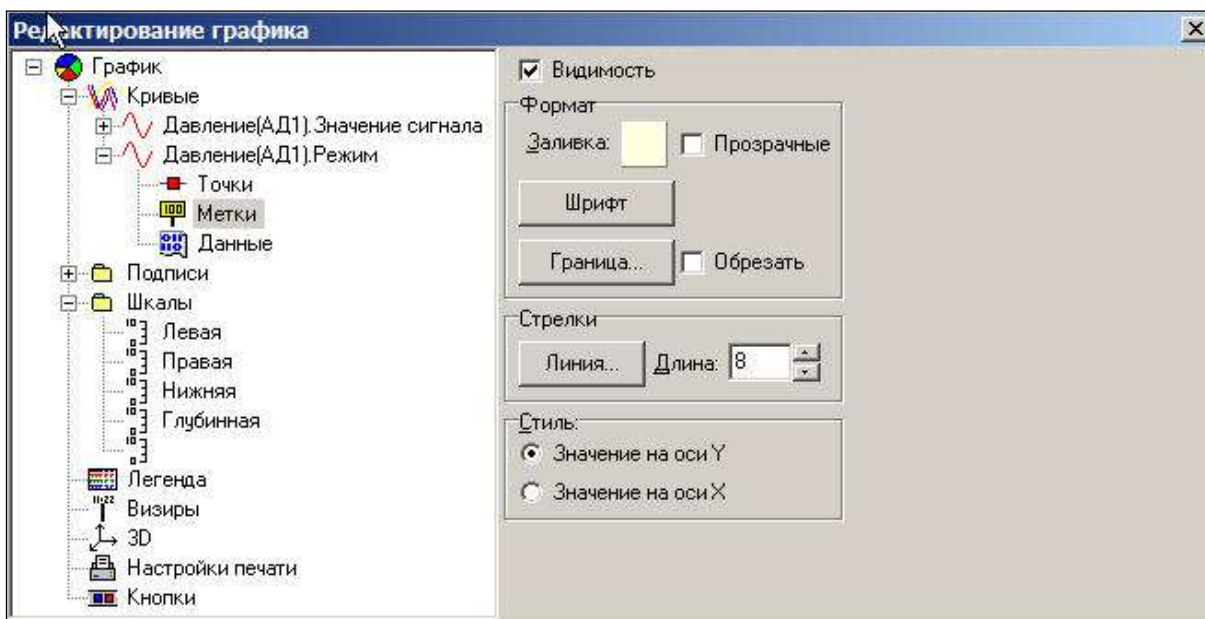 Редактирование графика
График
Кривые
Давление(АД1).Значение сигнала
Давление(АД1).Режим
Точки
Метки
Данные
Подписи
Шкалы
Левая
Правая
Нижняя
Глубинная
Легенда
Визиры
3D
Настройки печати
Кнопки
Видимость
Формат
Заливка: Прозрачные
Шрифт
Граница... Обрезать
Стрелки
Линия... Длина: 8
Стиль:
Значение на оси Y
Значение на оси X